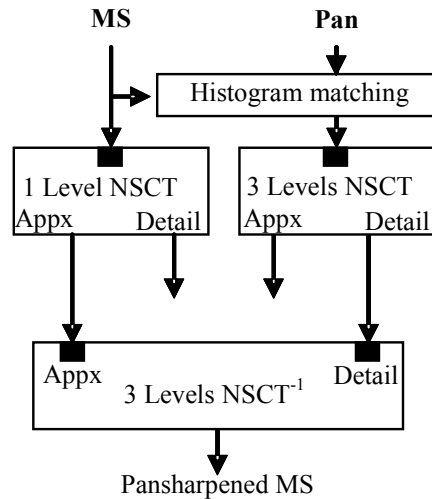 MS Pan
Histogram matching
1 Level NSCT 3 Levels NSCT
Appx Detail Appx Detail
Appx Detail
3 Levels NSCT⁻¹
Pansharpened MS